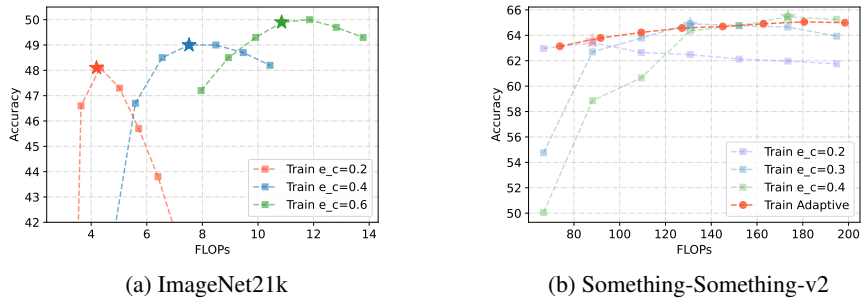 50
49
48
47
46
45
44
43
42
Accuracy
4
6
8
10
12
14
FLOPs
Train e_c=0.2
Train e_c=0.4
Train e_c=0.6
(a) ImageNet21k
66
64
62
60
58
56
54
52
50
Accuracy
80
100
120
140
160
180
200
FLOPs
Train e_c=0.2
Train e_c=0.3
Train e_c=0.4
Train Adaptive
(b) Something-Something-v2